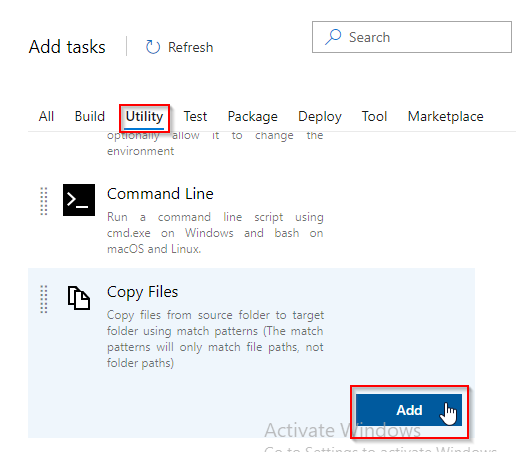 Add tasks
Refresh
Search
All
Build
Utility
Test
Package
Deploy
Tool
Marketplace
optionally allow it to change the
environment
Command Line
Run a command line script using
cmd.exe on Windows and bash on
macOS and Linux.
Copy Files
Copy files from source folder to target
folder using match patterns (The match
patterns will only match file paths, not
folder paths)
Add
Activate Windows
Go to Settings to activate Windows